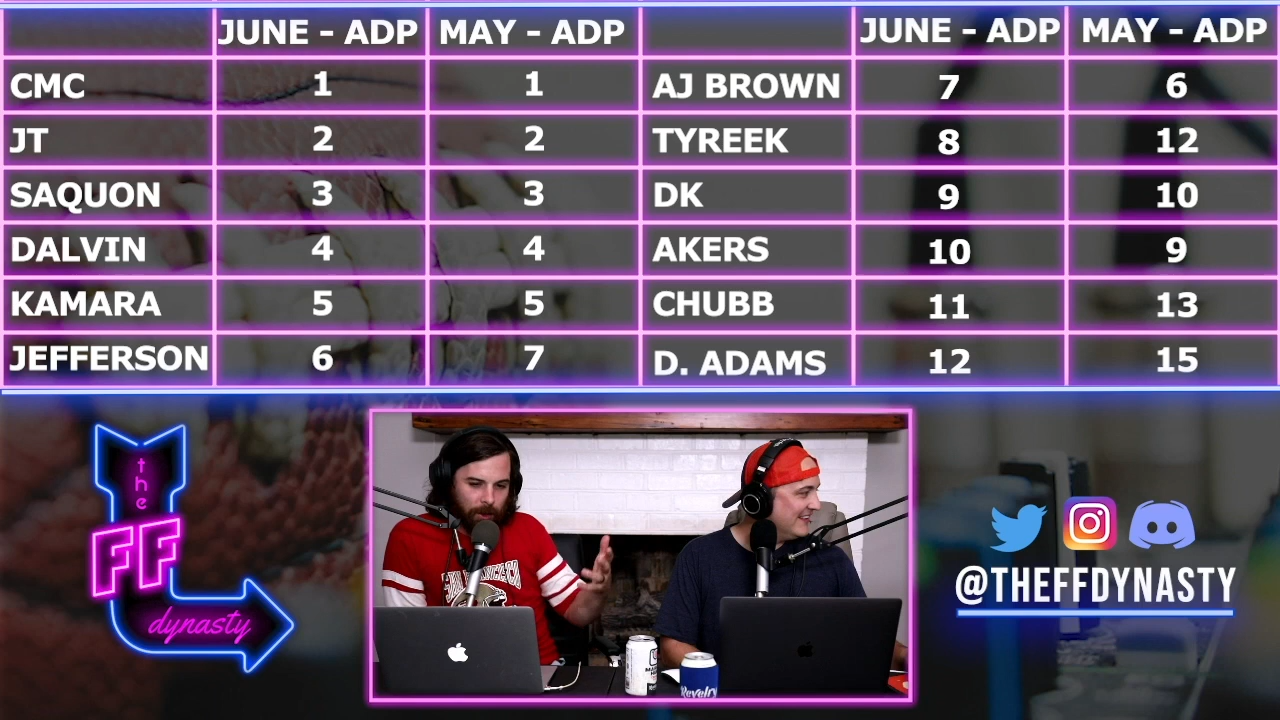 JUNE - ADP MAY - ADP JUNE - ADP MAY - ADP
CMC 1 1 AJ BROWN 7 6
JT 2 2 TYREEK 8 12
SAQUON 3 3 DK 9 10
DALVIN 4 4 AKERS 10 9
KAMARA 5 5 CHUBB 11 13
JEFFERSON 6 7 D. ADAMS 12 15
the
FF
dynasty
@THEFFDYNASTY
Revelry